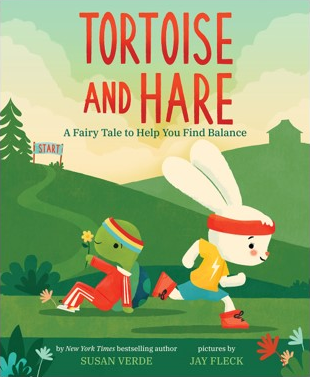 TORTOISE
AND HARE
A Fairy Tale to Help You Find Balance
START
by New York Times bestselling author
SUSAN VERDE
pictures by
JAY FLECK